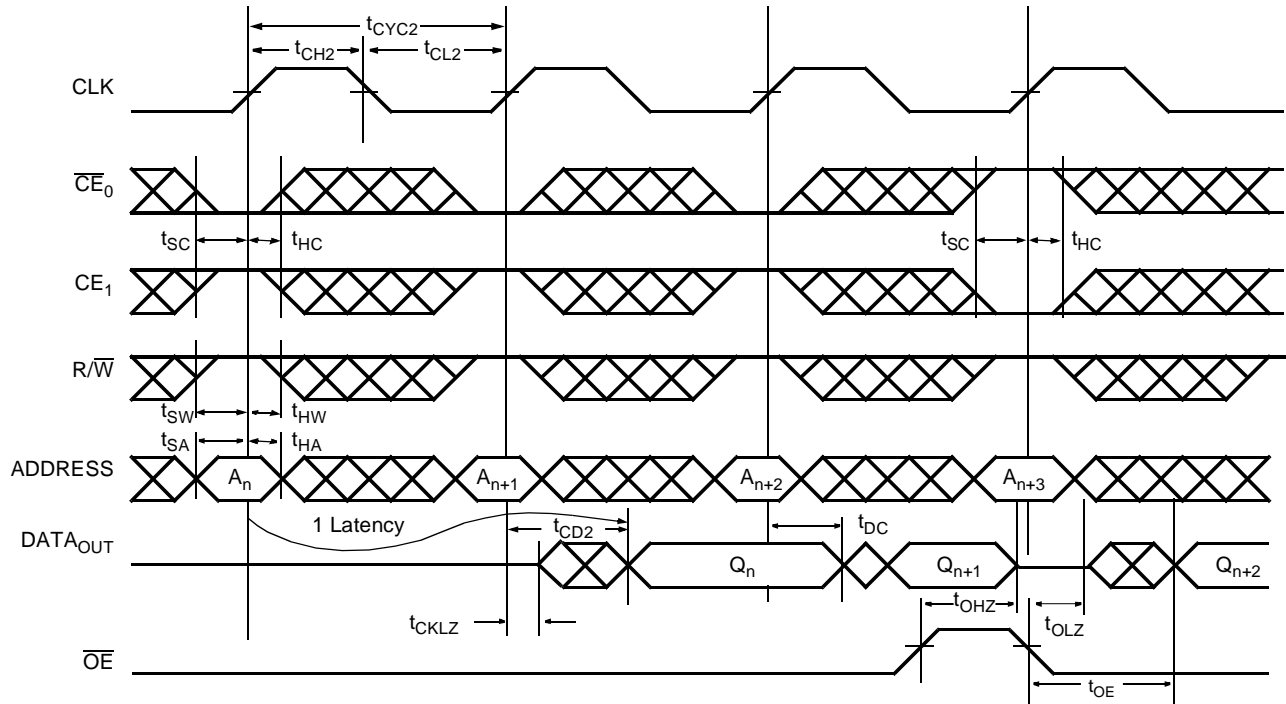 tCYC2
tCH2 tCL2
CLK
CE0
tSC tHC tSC tHC
CE1
R/W
tSW tHW
tSA tHA
ADDRESS An An+1 An+2 An+3
1 Latency tCD2 tDC
DATAOUT Qn Qn+1 Qn+2
tOHZ
tCKLZ tOLZ
OE
tOE